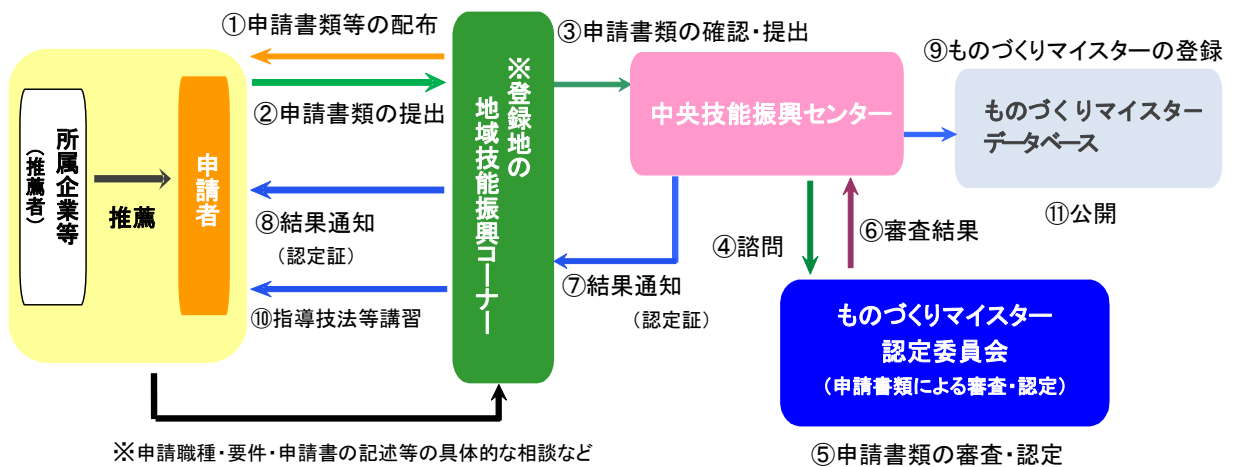 ①申請書類等の配布
③申請書類の確認・提出
⑨ものづくりマイスターの登録
②申請書類の提出
所属企業等
（推薦者）
推薦
申請者
※登録地の
地域技能振興コーナー
中央技能振興センター
ものづくりマイスター
データベース
⑧結果通知
（認定証）
④諮問
⑥審査結果
⑪公開
⑦結果通知
（認定証）
⑩指導技法等講習
ものづくりマイスター
認定委員会
（申請書類による審査・認定）
※申請職種・要件・申請書の記述等の具体的な相談など
⑤申請書類の審査・認定